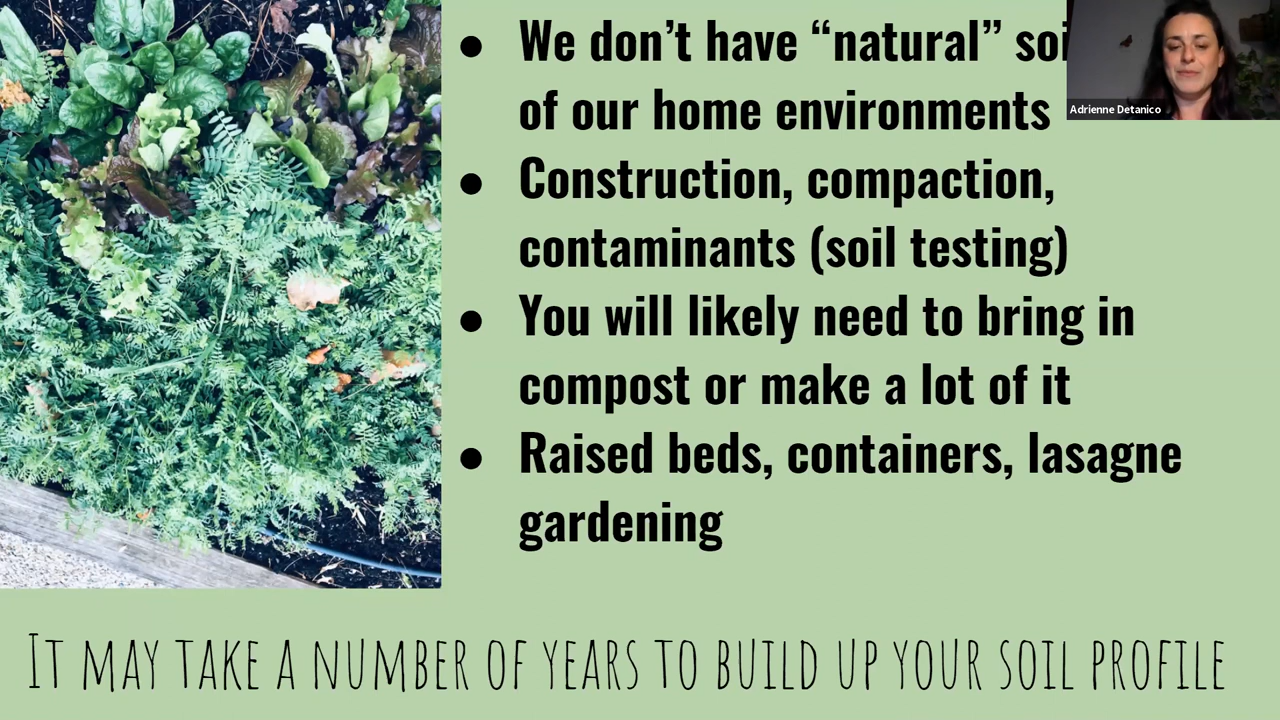 We don’t have “natural”
of our home environments
Adrienne Detanico
Construction, compaction,
contaminants (soil testing)
You will likely need to bring in
compost or make a lot of it
Raised beds, containers, lasagne
gardening
It may take a number of years to build up your soil profile